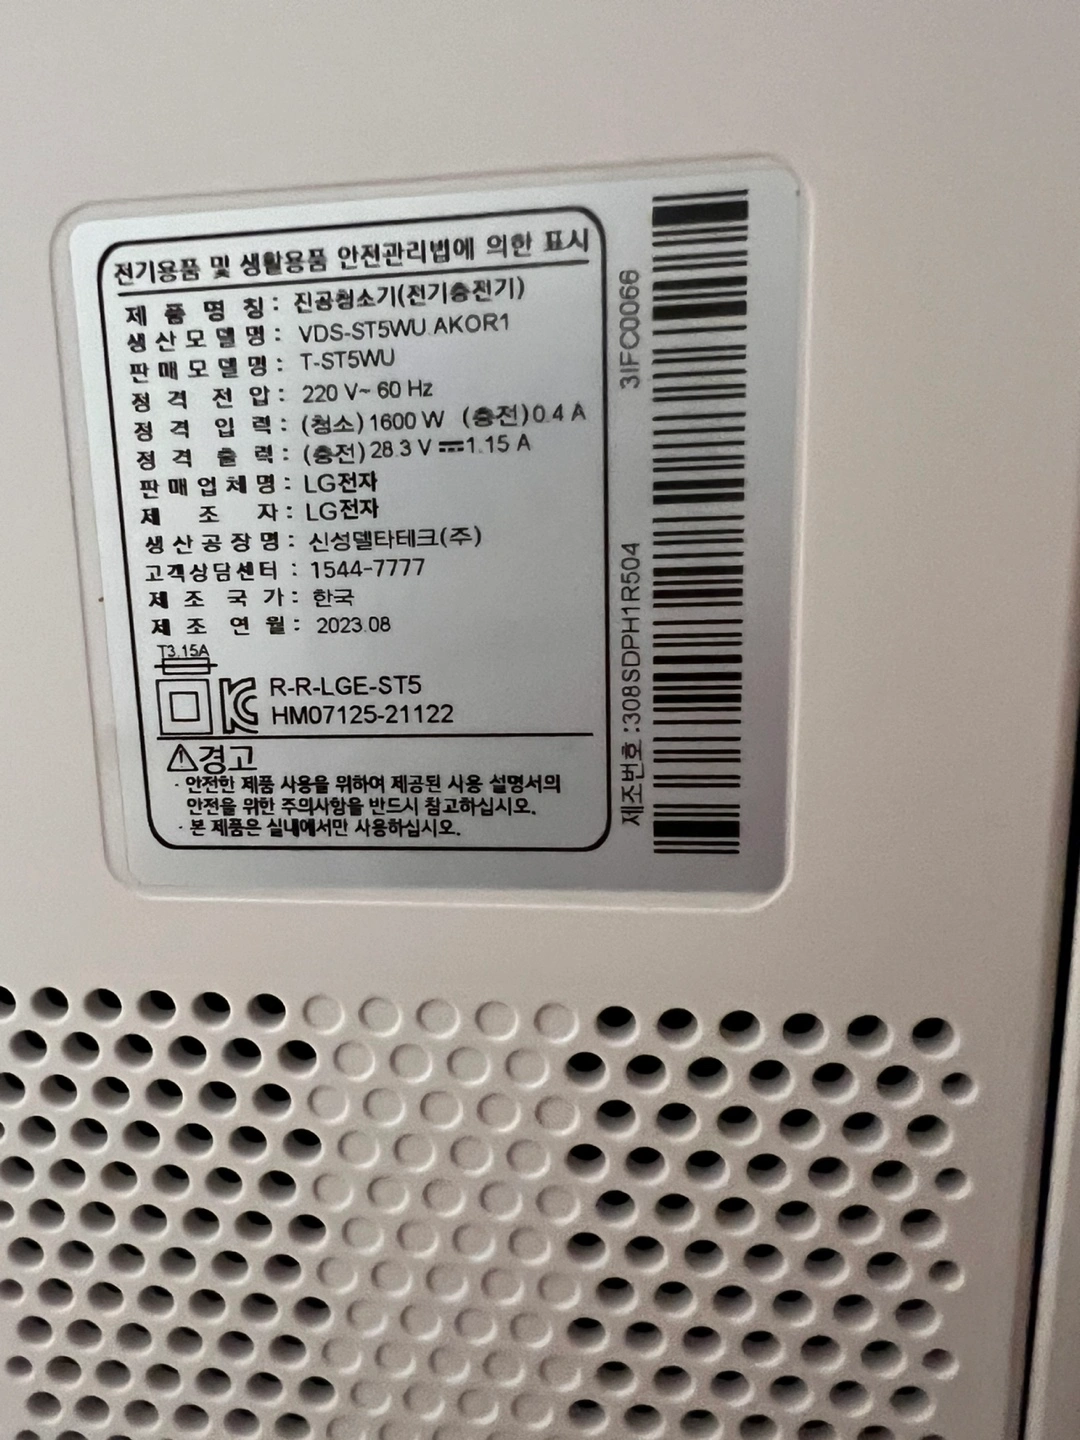 전기용품 및 생활용품 안전관리법에 의한 표시
제 품 명 칭 : 진공청소기(전기충전기)
생 산 모 델 명 : VDS-ST5WU.AKOR1
판 매 모 델 명 : T-ST5WU
정 격 전 압 : 220 V~ 60 Hz
정 격 입 력 : (청소) 1600 W (충전) 0.4 A
정 격 출 력 : (충전) 28.3 V ⎓ 1.15 A
판 매 업 체 명 : LG전자
제 조 자 : LG전자
생 산 공 장 명 : 신성델타테크(주)
고객상담센터 : 1544-7777
제 조 국 가 : 한국
제 조 연 월 : 2023.08
T3.15A
R-R-LGE-ST5
HM07125-21122
⚠경고
· 안전한 제품 사용을 위하여 제공된 사용 설명서의
안전을 위한 주의사항을 반드시 참고하십시오.
· 본 제품은 실내에서만 사용하십시오.
제조번호 :308SDPH1R504
3IFC0066